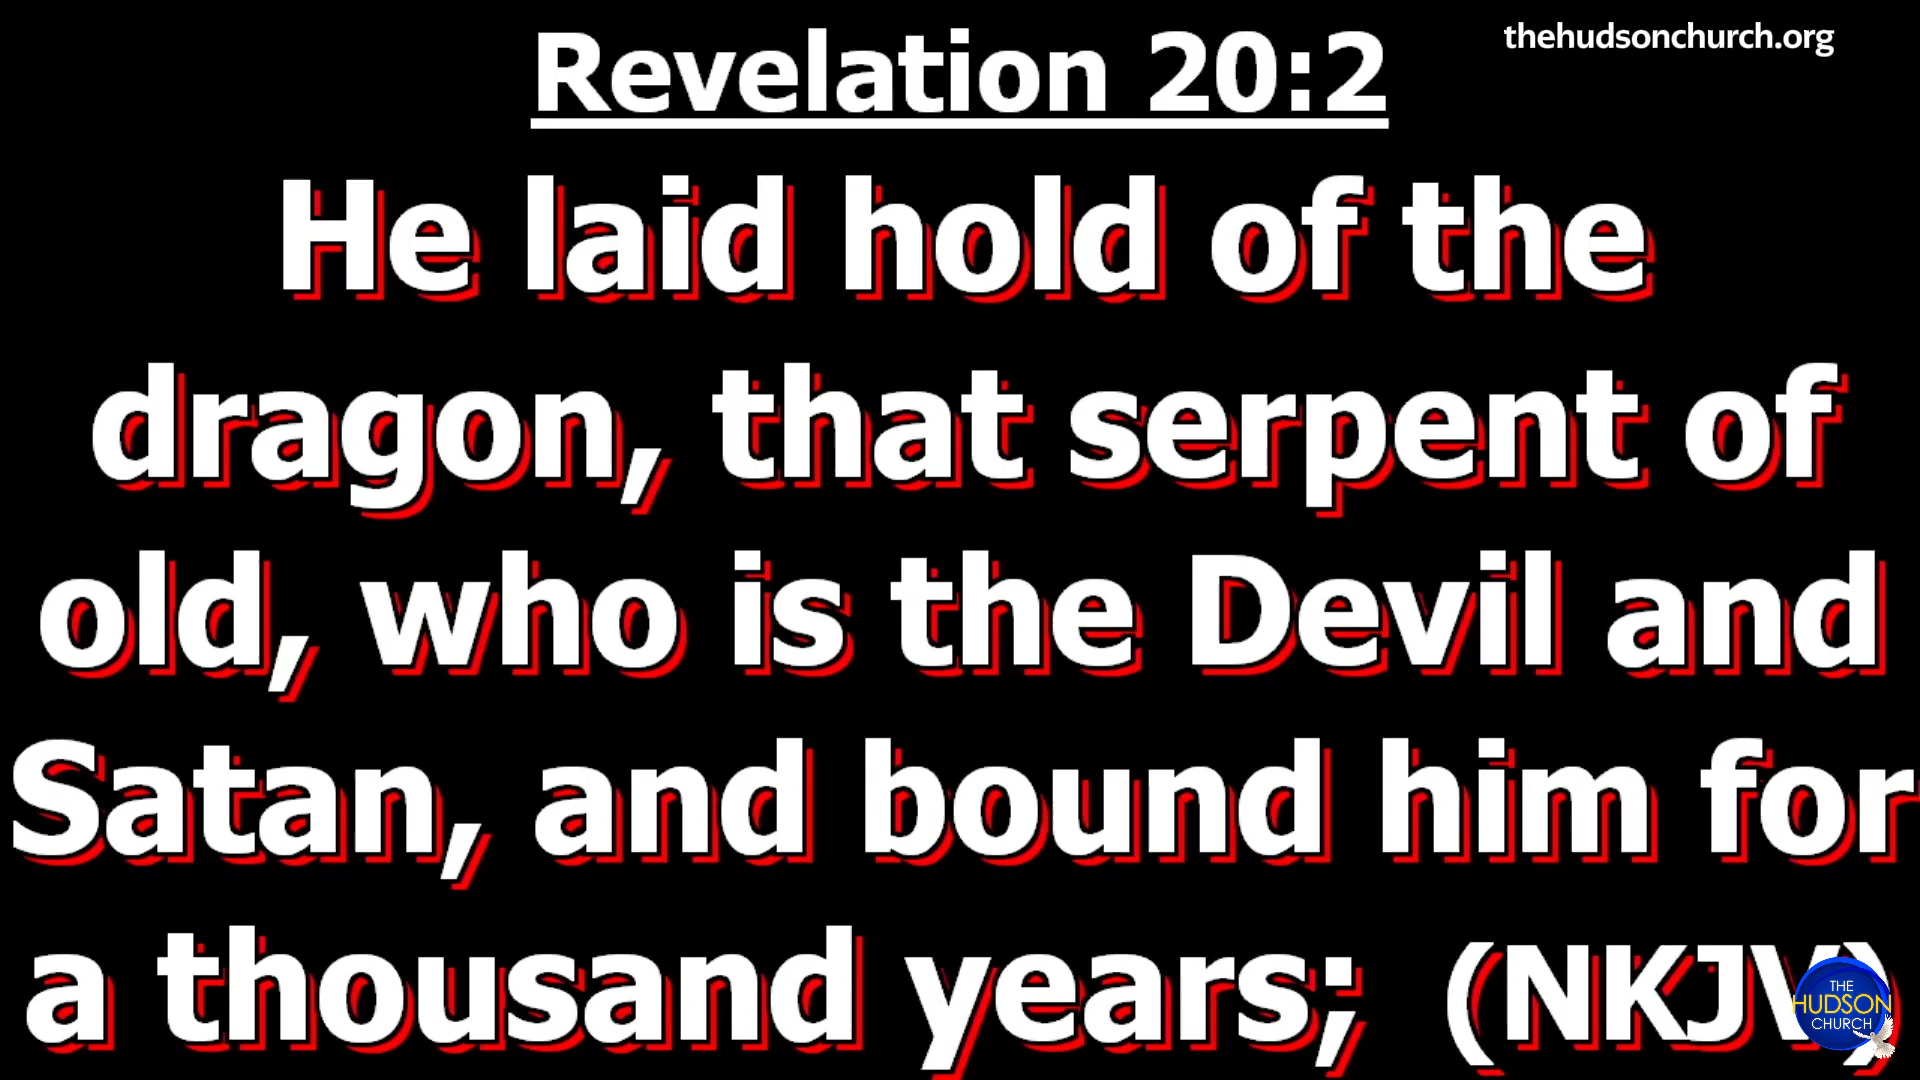 Revelation 20:2
thehudsonchurch.org
He laid hold of the
dragon, that serpent of
old, who is the Devil and
Satan, and bound him for
a thousand years; (NKJV)
THE
HUDSON
CHURCH